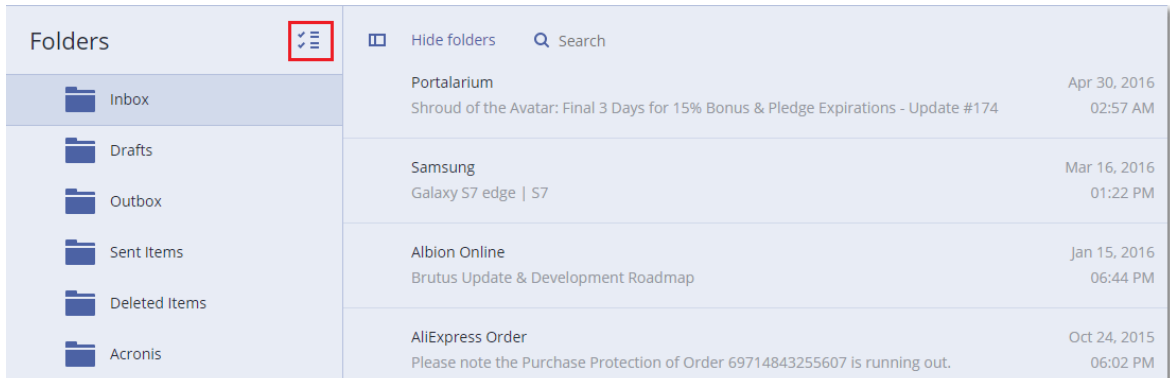 Folders
Hide folders
Search
Inbox
Drafts
Outbox
Sent Items
Deleted Items
Acronis
Portalarium
Apr 30, 2016
Shroud of the Avatar: Final 3 Days for 15% Bonus & Pledge Expirations - Update #174
02:57 AM
Samsung
Mar 16, 2016
Galaxy S7 edge | S7
01:22 PM
Albion Online
Jan 15, 2016
Brutus Update & Development Roadmap
06:44 PM
AliExpress Order
Oct 24, 2015
Please note the Purchase Protection of Order 69714843255607 is running out.
06:02 PM